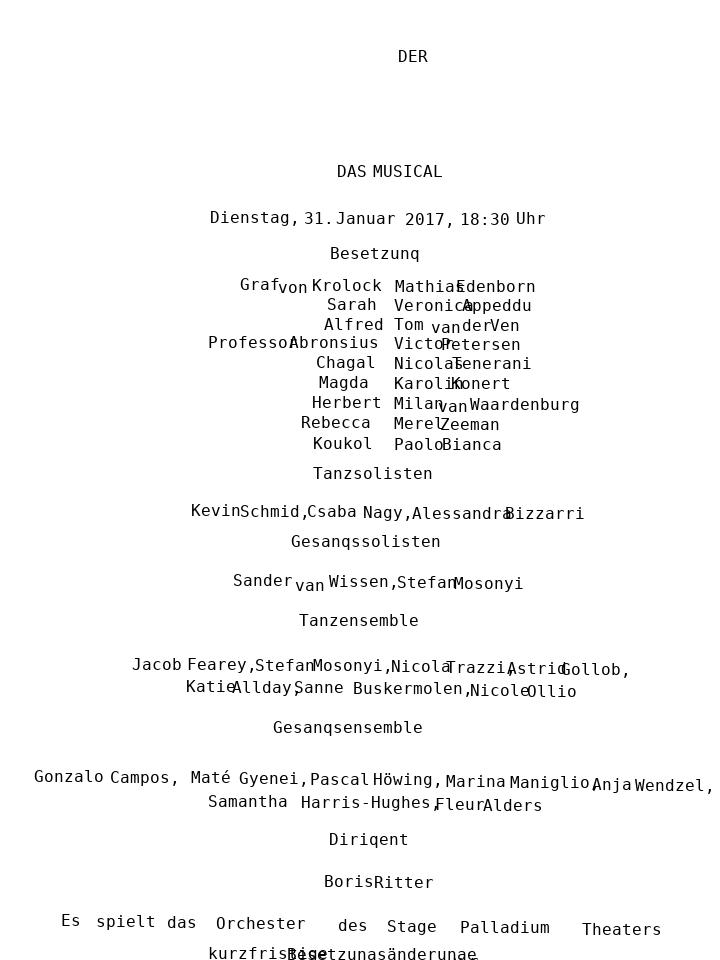 DER
DAS MUSICAL
Dienstag, 31. Januar 2017, 18:30 Uhr
Besetzunq
Graf von Krolock Mathias Edenborn
Sarah Veronica Appeddu
Alfred Tom van der Ven
Professor Abronsius Victor Petersen
Chagal Nicolas Tenerani
Magda Karolin Konert
Herbert Milan van Waardenburg
Rebecca Merel Zeeman
Koukol Paolo Bianca
Tanzsolisten
Kevin Schmid, Csaba Nagy, Alessandra Bizzarri
Gesanqssolisten
Sander van Wissen, Stefan Mosonyi
Tanzensemble
Jacob Fearey, Stefan Mosonyi, Nicola Trazzi, Astrid Gollob,
Katie Allday, Sanne Buskermolen, Nicole Ollio
Gesanqsensemble
Gonzalo Campos, Maté Gyenei, Pascal Höwing, Marina Maniglio, Anja Wendzel,
Samantha Harris-Hughes, Fleur Alders
Diriqent
Boris Ritter
Es spielt das Orchester des Stage Palladium Theaters
kurzfristige Besetzunasänderunae